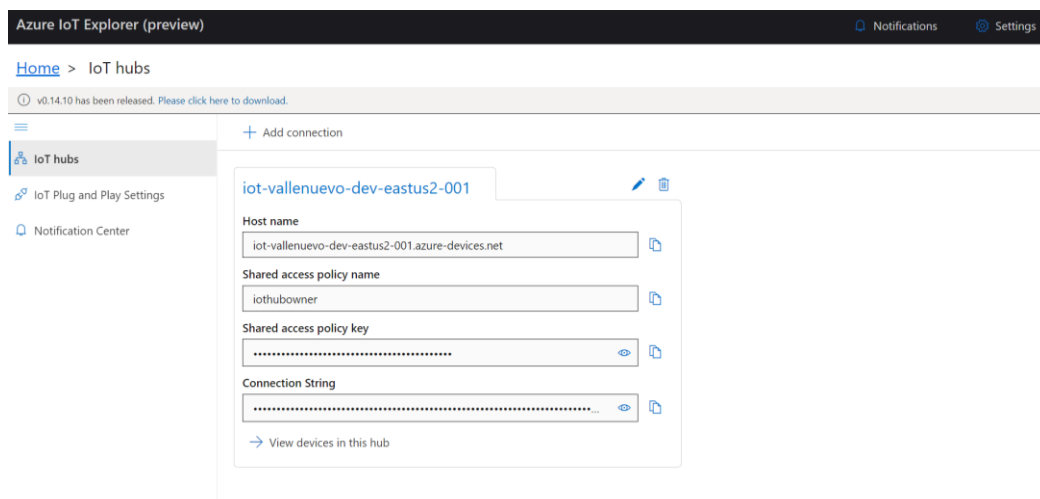 Azure IoT Explorer (preview)
Notifications
Settings
Home > IoT hubs
v0.14.10 has been released. Please click here to download.
IoT hubs
IoT Plug and Play Settings
Notification Center
+ Add connection
iot-vallenuevo-dev-eastus2-001
Host name
iot-vallenuevo-dev-eastus2-001.azure-devices.net
Shared access policy name
iothubowner
Shared access policy key
Connection String
View devices in this hub